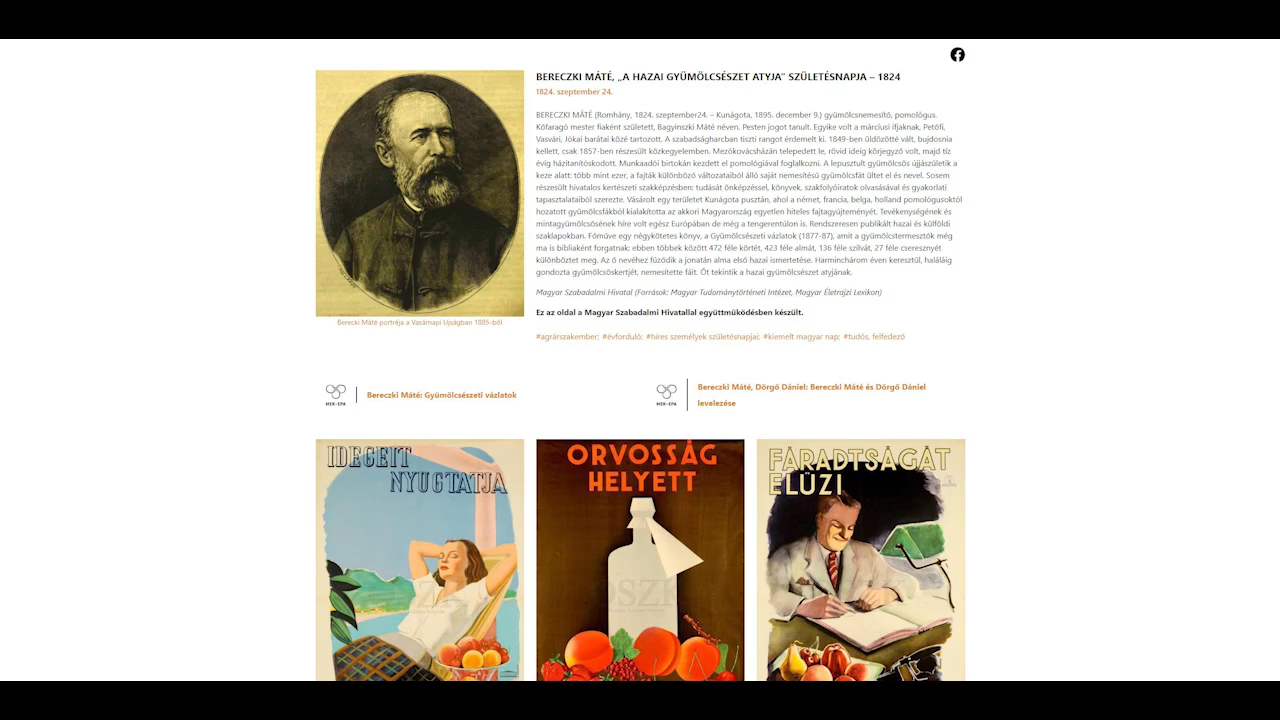 BERECZKI MÁTÉ, „A HAZAI GYÜMÖLCSÉSZET ATYJA” SZÜLETÉSNAPJA – 1824
1824. szeptember 24.
BERECZKI MÁTÉ (Romhány, 1824. szeptember24. – Kunágota, 1895. december 9.) gyümölcsnemesítő, pomológus.
Kőfaragó mester fiaként született, Bagyinszki Máté néven. Pesten jogot tanult. Egyike volt a márciusi ifjaknak, Petőfi,
Vasvári, Jókai barátai közé tartozott. A szabadságharcban tiszti rangot érdemelt ki. 1849-ben üldözötté vált, bujdosnia
kellett, csak 1857-ben részesült közkegyelemben. Mezőkovácsházán telepedett le, rövid ideig körjegyző volt, majd tíz
évig házitanítóskodott. Munkaadói birtokán kezdett el pomológiával foglalkozni. A lepusztult gyümölcsös újjászületik a
keze alatt: több mint ezer, a fajták különböző változataiból álló saját nemesítésű gyümölcsfát ültet el és nevel. Sosem
részesült hivatalos kertészeti szakképzésben: tudását önképzéssel, könyvek, szakfolyóiratok olvasásával és gyakorlati
tapasztalataiból szerezte. Vásárolt egy területet Kunágota pusztán, ahol a német, francia, belga, holland pomológusoktól
hozatott gyümölcsfákból kialakította az akkori Magyarország egyetlen hiteles fajtagyűjteményét. Tevékenységének és
mintagyümölcsösének híre volt egész Európában de még a tengerentúlon is. Rendszeresen publikált hazai és külföldi
szaklapokban. Főműve egy négykötetes könyv, a Gyümölcsészeti vázlatok (1877-87), amit a gyümölcstermesztők még
ma is bibliaként forgatnak: ebben többek között 472 féle körtét, 423 féle almát, 136 féle szilvát, 27 féle cseresznyét
különböztet meg. Az ő nevéhez fűződik a jonatán alma első hazai ismertetése. Harminchárom éven keresztül, haláláig
gondozta gyümölcsöskertjét, nemesítette fáit. Őt tekintik a hazai gyümölcsészet atyjának.
Magyar Szabadalmi Hivatal (Források: Magyar Tudománytörténeti Intézet, Magyar Életrajzi Lexikon)
Ez az oldal a Magyar Szabadalmi Hivatallal együttműködésben készült.
Berecki Máté portréja a Vasárnapi Ujságban 1885-ből
#agrárszakember; #évforduló; #híres személyek születésnapjai; #kiemelt magyar nap; #tudós, felfedező
MEK-EPA
Bereczki Máté: Gyümölcsészeti vázlatok
MEK-EPA
Bereczki Máté, Dörgő Dániel: Bereczki Máté és Dörgő Dániel
levelezése
IDEGEIT
NYUGTATJA
ORVOSSÁG
HELYETT
OSZK
FÁRADTSÁGÁT
ELŰZI